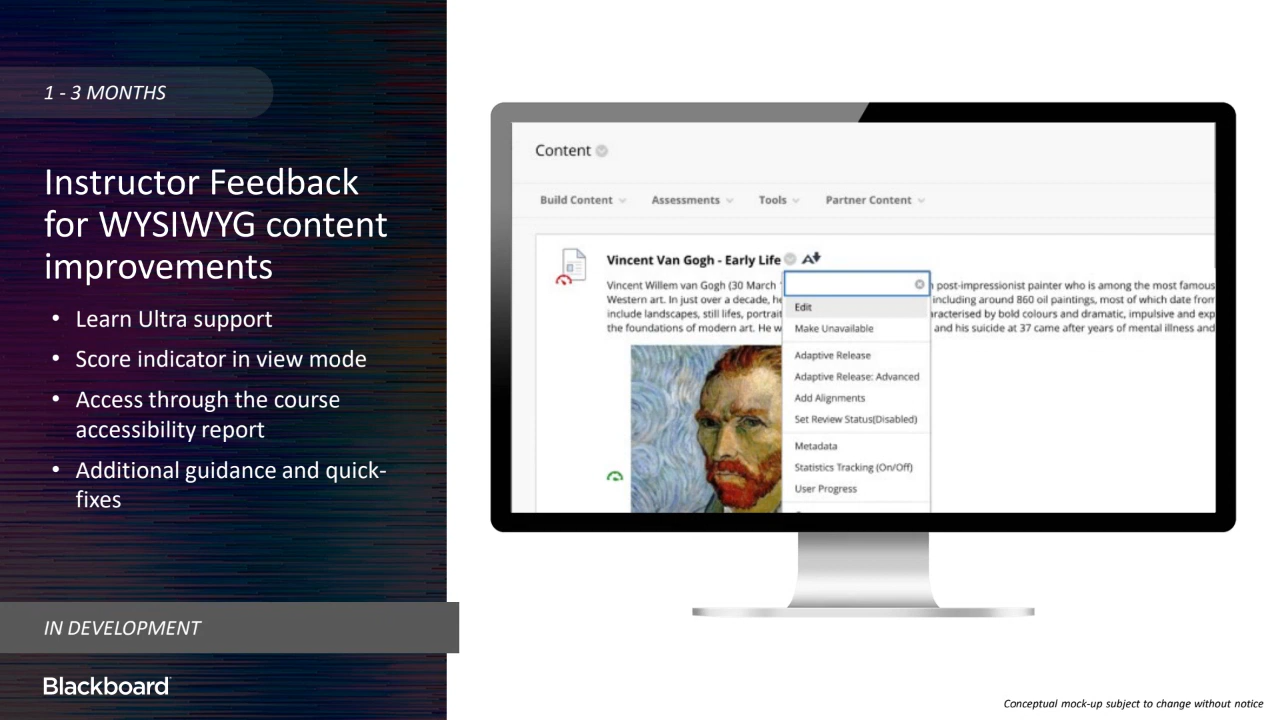 1 - 3 MONTHS
Instructor Feedback
for WYSIWYG content
improvements
• Learn Ultra support
• Score indicator in view mode
• Access through the course
accessibility report
• Additional guidance and quick-
fixes
IN DEVELOPMENT
Blackboard
Content
Build Content
Assessments
Tools
Partner Content
Vincent Van Gogh - Early Life
Vincent Willem van Gogh (30 March
post-impressionist painter who is among the most famous
Western art. In just over a decade, he
including around 860 oil paintings, most of which date from
include landscapes, still lifes, portrait
and dramatic, impulsive and exp
the foundations of modern art. He w
and his suicide at 37 came after years of mental illness and
Edit
Make Unavailable
Adaptive Release
Adaptive Release: Advanced
Add Alignments
Set Review Status(Disabled)
Metadata
Statistics Tracking (On/Off)
User Progress
Conceptual mock-up subject to change without notice